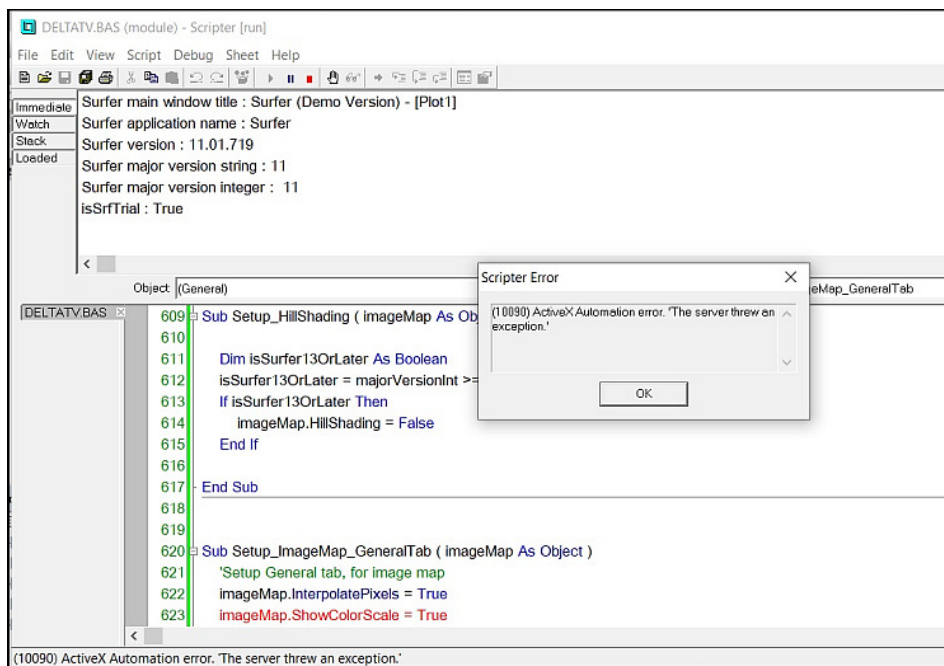 DELTATV.BAS (module) - Scripter [run]
File Edit View Script Debug Sheet Help
Immediate
Watch
Stack
Loaded
Surfer main window title : Surfer (Demo Version) - [Plot1]
Surfer application name : Surfer
Surfer version : 11.01.719
Surfer major version string : 11
Surfer major version integer : 11
isSrfTrial : True
Object: (General)
geMap_GeneralTab
Scripter Error
(10090) ActiveX Automation error. 'The server threw an
exception.'
OK
DELTATV.BAS
609 Sub Setup_HillShading ( imageMap As Obj
610
611 Dim isSurfer13OrLater As Boolean
612 isSurfer13OrLater = majorVersionInt >=
613 If isSurfer13OrLater Then
614 imageMap.HillShading = False
615 End If
616
617 End Sub
618
619
620 Sub Setup_ImageMap_GeneralTab ( imageMap As Object )
621 'Setup General tab, for image map
622 imageMap.InterpolatePixels = True
623 imageMap.ShowColorScale = True
(10090) ActiveX Automation error. 'The server threw an exception.'